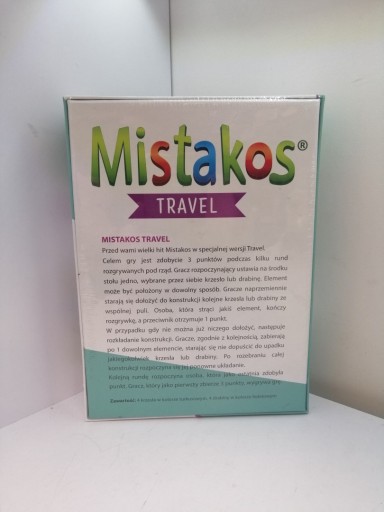 Mistakos®
TRAVEL
MISTAKOS TRAVEL
Przed wami wielki hit Mistakos w specjalnej wersji Travel.
Celem gry jest zdobycie 3 punktów podczas kilku rund
rozgrywanych pod rząd. Gracz rozpoczynający ustawia na środku
stołu jedno, wybrane przez siebie krzesło lub drabinę. Element
może być położony w dowolny sposób. Gracze naprzemiennie
starają się dołożyć do konstrukcji kolejne krzesła lub drabiny ze
wspólnej puli. Osoba, która strąci jakiś element, kończy
rozgrywkę, a przeciwnik otrzymuje 1 punkt.
W przypadku gdy nie można już niczego dołożyć, następuje
rozkładanie konstrukcji. Gracze, zgodnie z kolejnością, zabierają
po 1 dowolnym elemencie, starając się nie dopuścić do upadku
jakiegokolwiek krzesła lub drabiny. Po rozebraniu całej
konstrukcji rozpoczyna się jej ponowne układanie.
Kolejną rundę rozpoczyna osoba, która jako ostatnia zdobyła
punkt. Gracz, który jako pierwszy zbierze 3 punkty, wygrywa grę.
Zawartość: